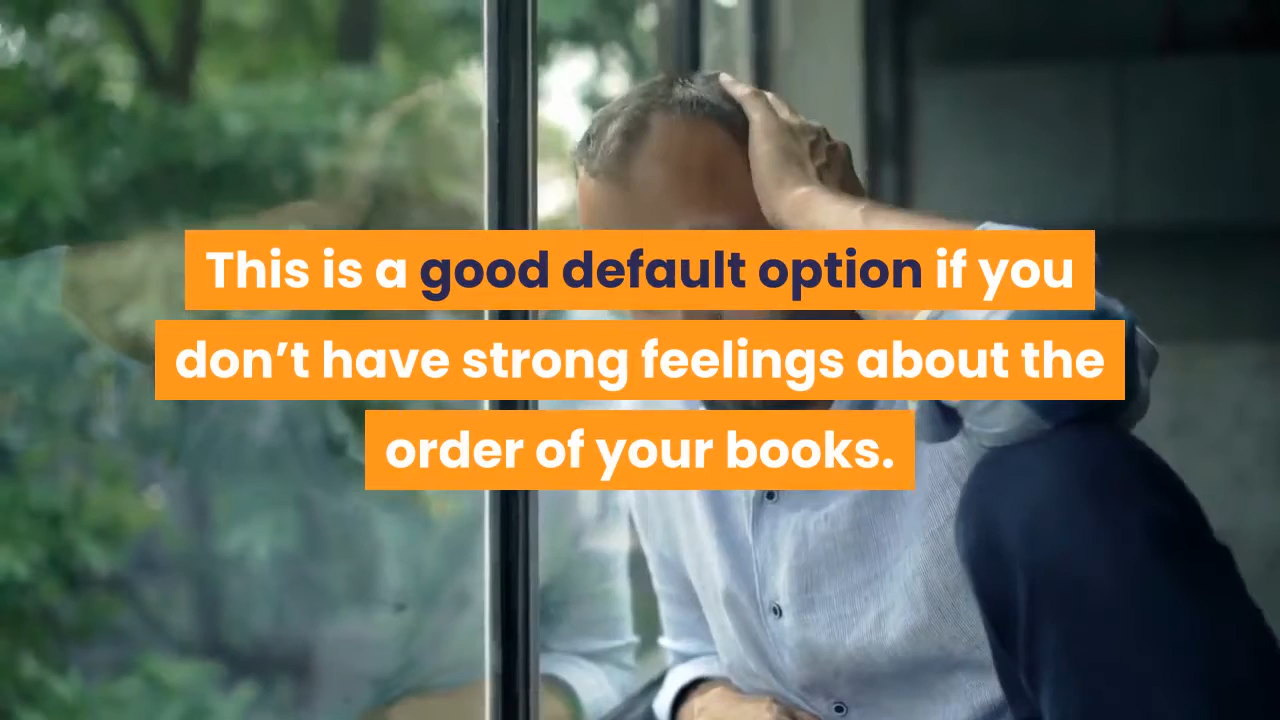 This is a good default option if you
don’t have strong feelings about the
order of your books.